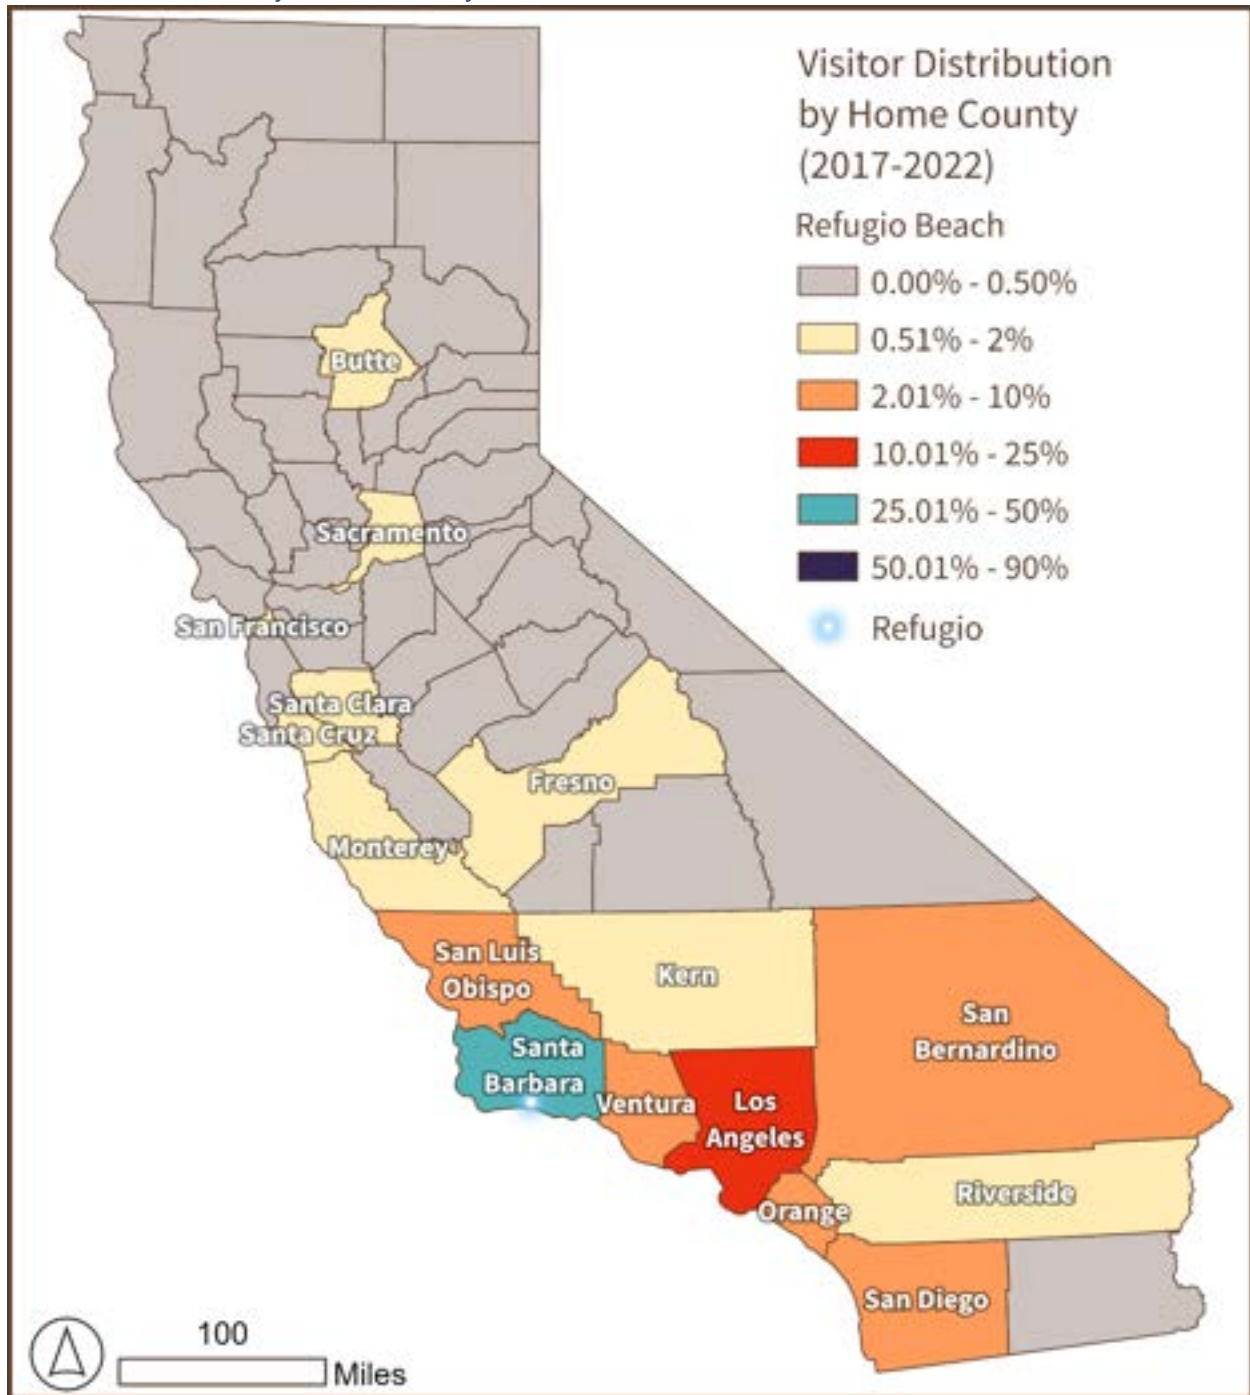 Visitor Distribution
by Home County
(2017-2022)
Refugio Beach
0.00% - 0.50%
0.51% - 2%
2.01% - 10%
10.01% - 25%
25.01% - 50%
50.01% - 90%
Refugio
Butte
Sacramento
San Francisco
Santa Clara
Santa Cruz
Fresno
Monterey
San Luis
Obispo
Kern
San
Bernardino
Santa
Barbara
Ventura
Los
Angeles
Riverside
Orange
San Diego
100
Miles